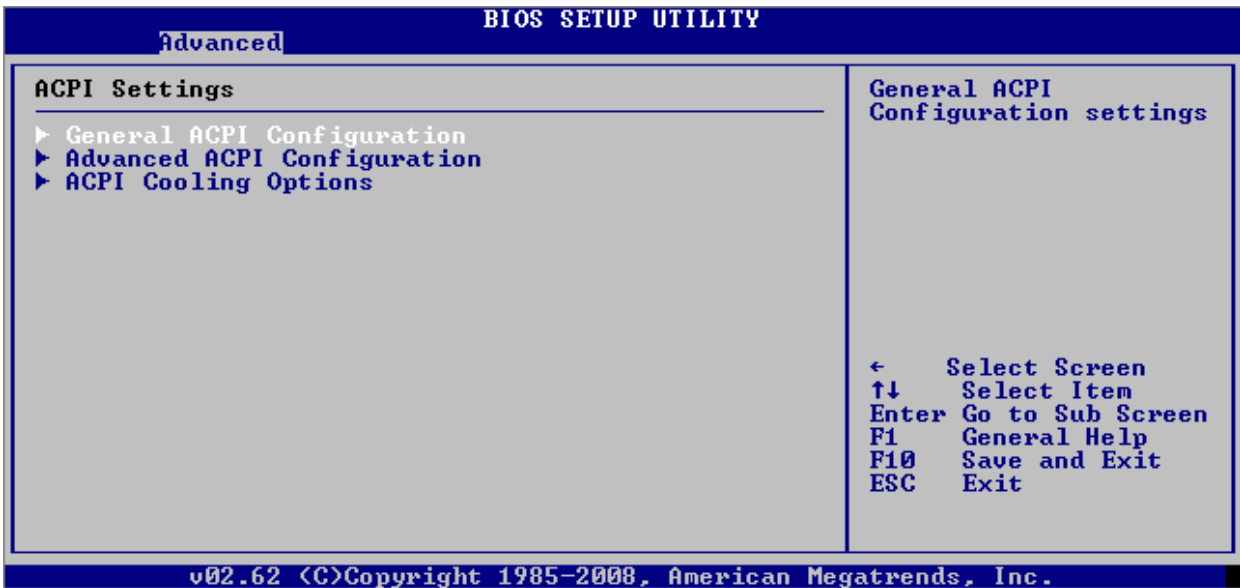 BIOS SETUP UTILITY
Advanced
ACPI Settings
► General ACPI Configuration
► Advanced ACPI Configuration
► ACPI Cooling Options
General ACPI
Configuration settings
← Select Screen
↑↓ Select Item
Enter Go to Sub Screen
F1 General Help
F10 Save and Exit
ESC Exit
v02.62 (C)Copyright 1985-2008, American Megatrends, Inc.